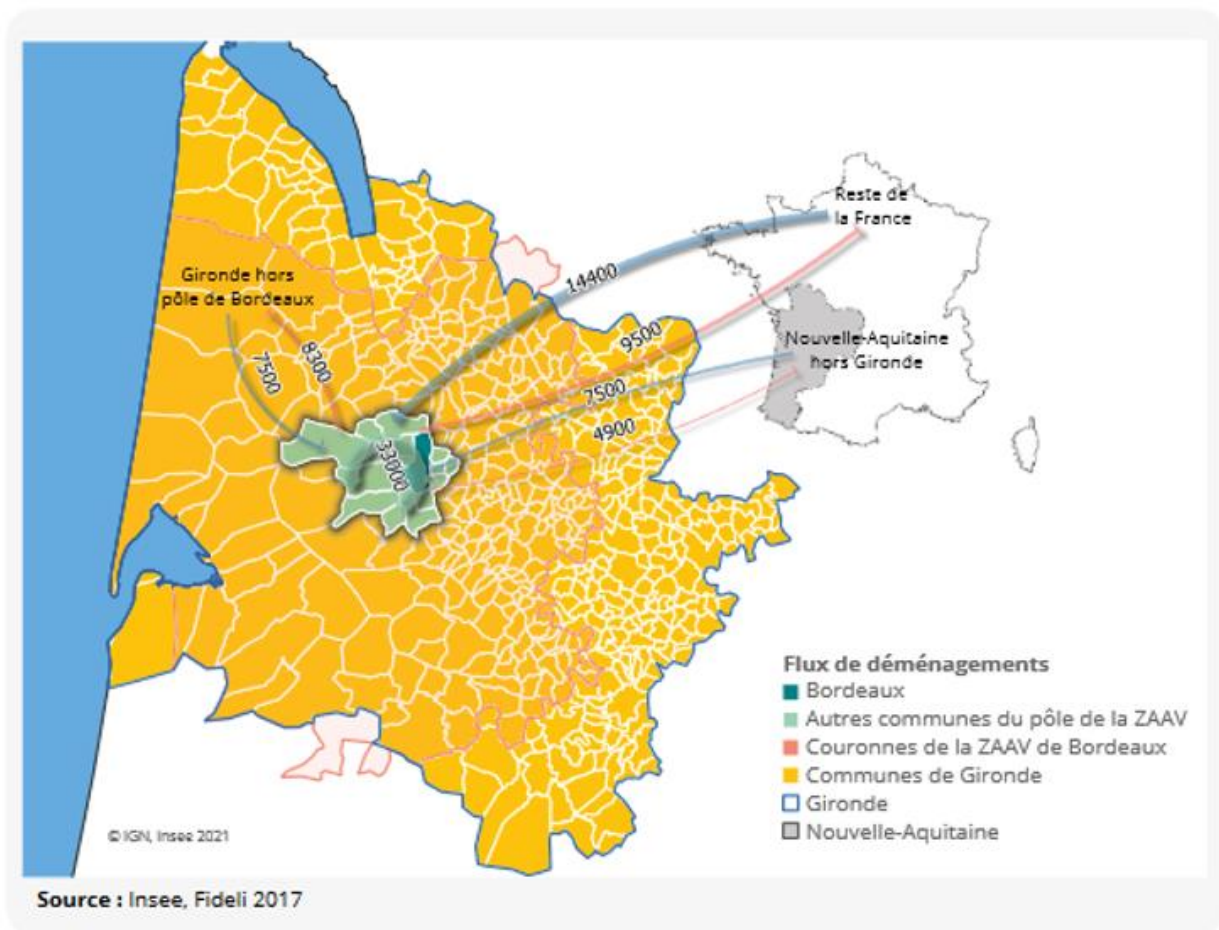 Reste de
la France
Gironde hors
pôle de Bordeaux
14400
9500
7500
8300
Nouvelle-Aquitaine
hors Gironde
7500
4900
33000
Flux de déménagements
Bordeaux
Autres communes du pôle de la ZAAV
Couronnes de la ZAAV de Bordeaux
Communes de Gironde
Gironde
Nouvelle-Aquitaine
© IGN, Insee 2021
Source : Insee, Fideli 2017